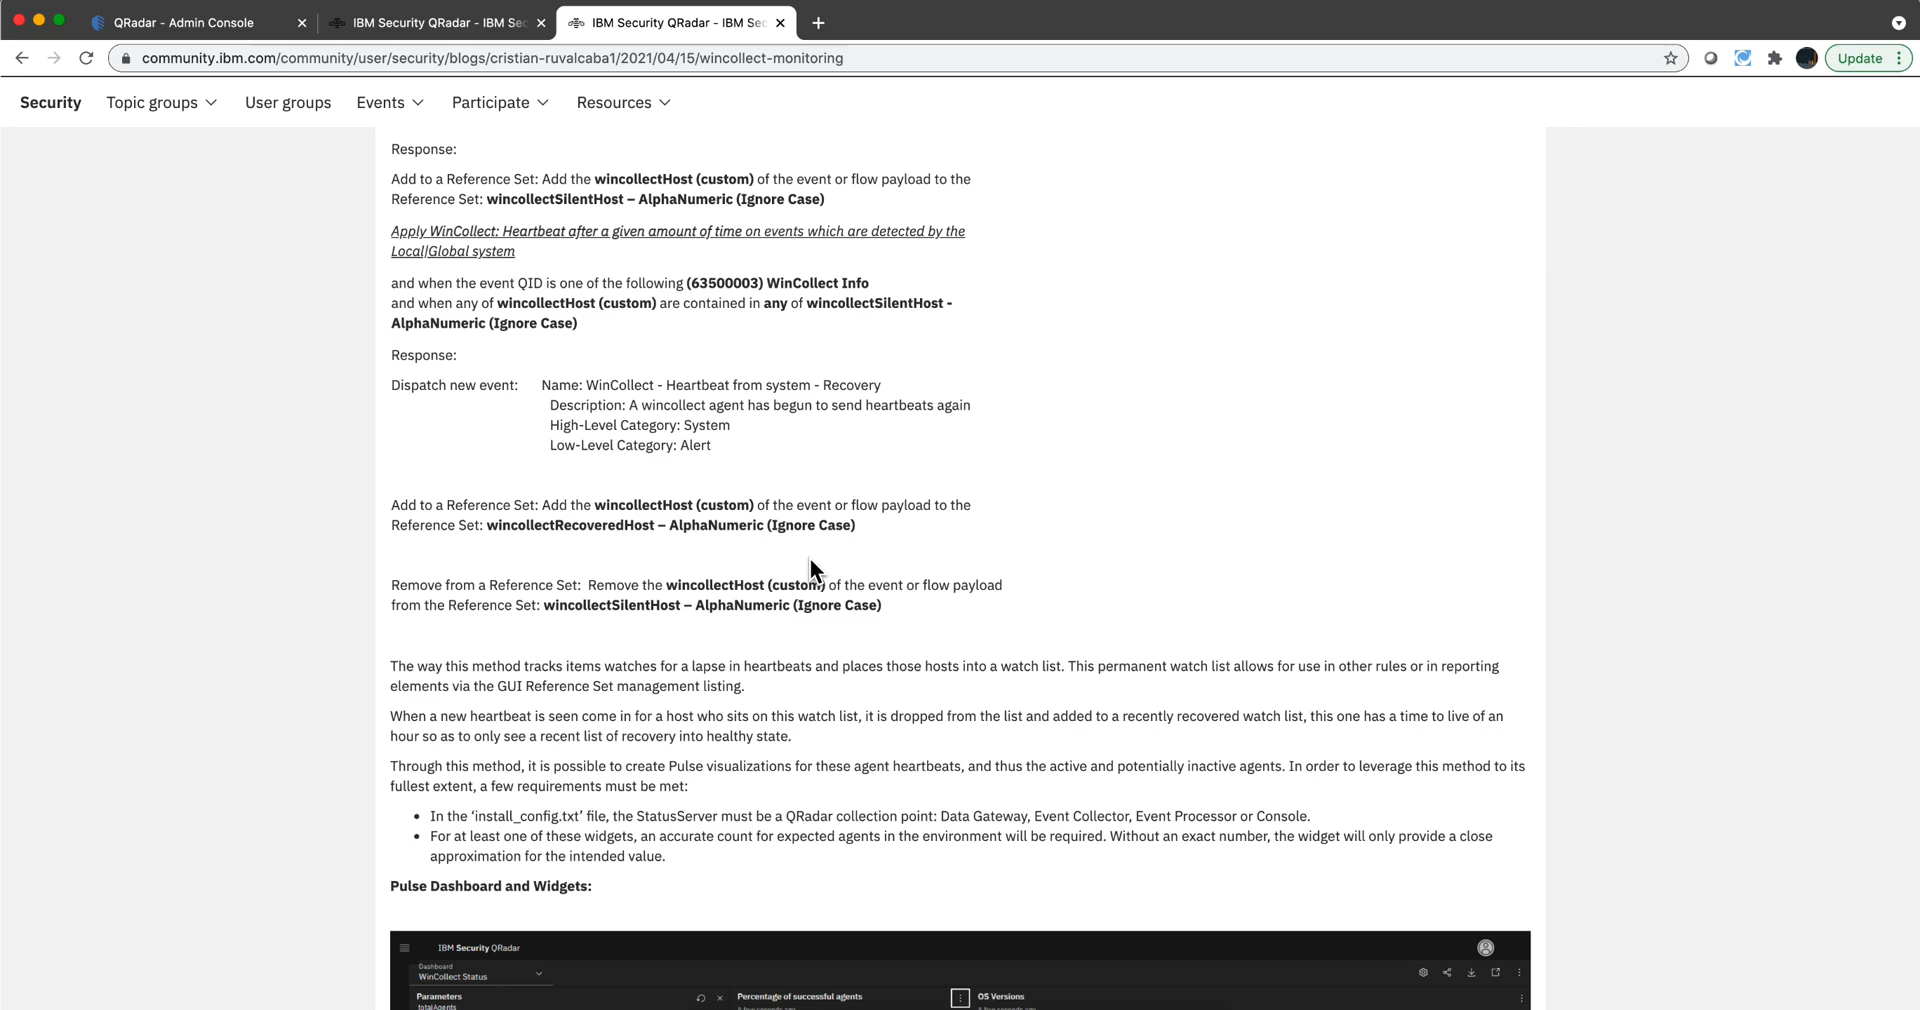 QRadar - Admin Console
IBM Security QRadar - IBM Sec
IBM Security QRadar - IBM Sec
community.ibm.com/community/user/security/blogs/cristian-ruvalcaba1/2021/04/15/wincollect-monitoring
Update
Security Topic groups User groups Events Participate Resources
Response:
Add to a Reference Set: Add the wincollectHost (custom) of the event or flow payload to the
Reference Set: wincollectSilentHost – AlphaNumeric (Ignore Case)
Apply WinCollect: Heartbeat after a given amount of time on events which are detected by the
Local|Global system
and when the event QID is one of the following (63500003) WinCollect Info
and when any of wincollectHost (custom) are contained in any of wincollectSilentHost -
AlphaNumeric (Ignore Case)
Response:
Dispatch new event: Name: WinCollect - Heartbeat from system - Recovery
Description: A wincollect agent has begun to send heartbeats again
High-Level Category: System
Low-Level Category: Alert
Add to a Reference Set: Add the wincollectHost (custom) of the event or flow payload to the
Reference Set: wincollectRecoveredHost – AlphaNumeric (Ignore Case)
Remove from a Reference Set: Remove the wincollectHost (custom) of the event or flow payload
from the Reference Set: wincollectSilentHost – AlphaNumeric (Ignore Case)
The way this method tracks items watches for a lapse in heartbeats and places those hosts into a watch list. This permanent watch list allows for use in other rules or in reporting
elements via the GUI Reference Set management listing.
When a new heartbeat is seen come in for a host who sits on this watch list, it is dropped from the list and added to a recently recovered watch list, this one has a time to live of an
hour so as to only see a recent list of recovery into healthy state.
Through this method, it is possible to create Pulse visualizations for these agent heartbeats, and thus the active and potentially inactive agents. In order to leverage this method to its
fullest extent, a few requirements must be met:
• In the ‘install_config.txt’ file, the StatusServer must be a QRadar collection point: Data Gateway, Event Collector, Event Processor or Console.
• For at least one of these widgets, an accurate count for expected agents in the environment will be required. Without an exact number, the widget will only provide a close
approximation for the intended value.
Pulse Dashboard and Widgets:
IBM Security QRadar
Dashboard
WinCollect Status
Parameters
Percentage of successful agents
OS Versions
totalAgents
A few seconds ago
A few seconds ago